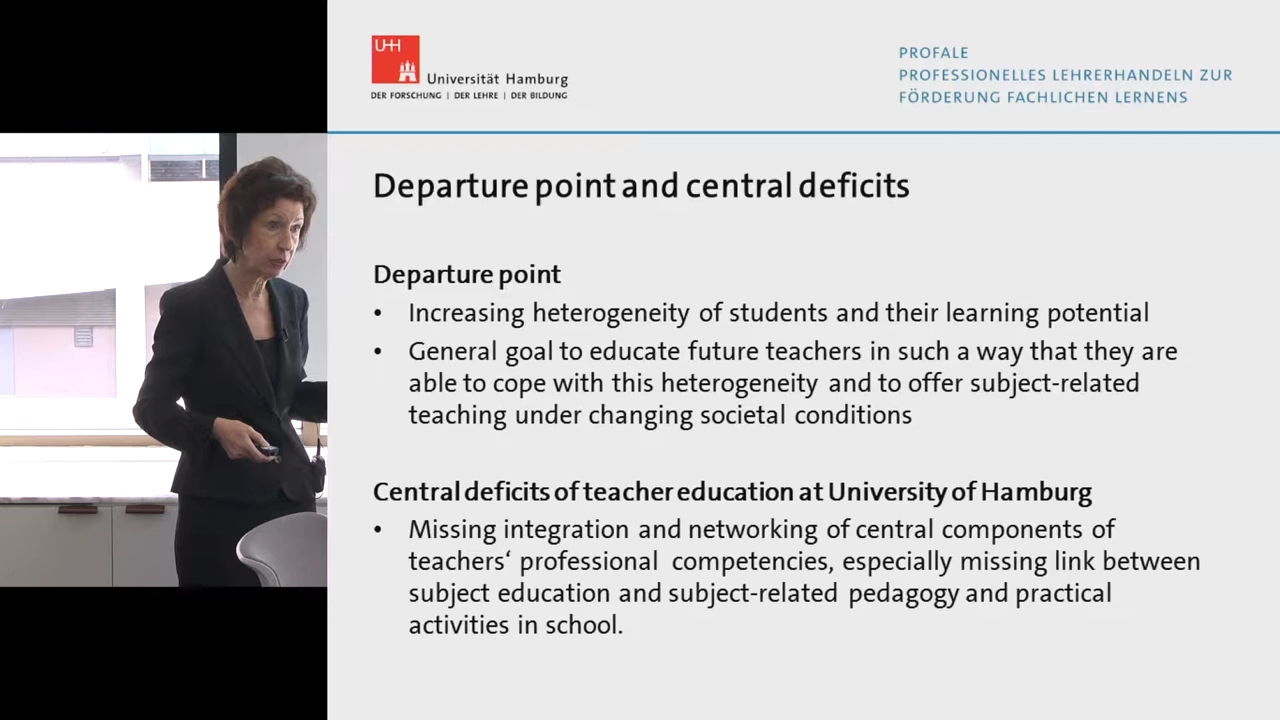 UHH
Universität Hamburg
DER FORSCHUNG | DER LEHRE | DER BILDUNG
PROFALE
PROFESSIONELLES LEHRERHANDELN ZUR
FÖRDERUNG FACHLICHEN LERNENS
Departure point and central deficits
Departure point
• Increasing heterogeneity of students and their learning potential
• General goal to educate future teachers in such a way that they are
able to cope with this heterogeneity and to offer subject-related
teaching under changing societal conditions
Central deficits of teacher education at University of Hamburg
• Missing integration and networking of central components of
teachers‘ professional competencies, especially missing link between
subject education and subject-related pedagogy and practical
activities in school.